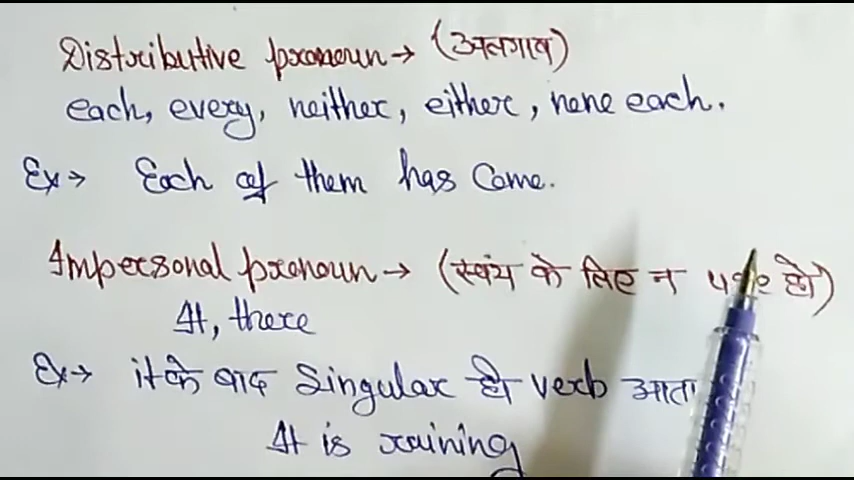 Distributive pronoun → (अलगाव)
each, every, neither, either, none each.
Ex → Each of them has Come.
Impersonal pronoun → (स्वंय के लिए न हो)
It, there
Ex → it के बाद Singular ही verb आता
It is raining